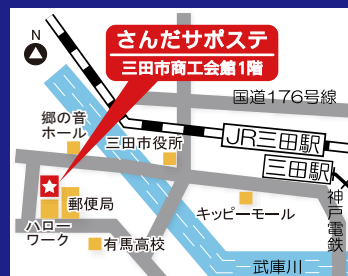 N
さんだサポステ
三田市商工会館1階
国道176号線
郷の音
ホール
三田市役所
JR三田駅
三田駅
郵便局
ハロー
ワーク
キッピーモール
神戸電鉄
有馬高校
武庫川